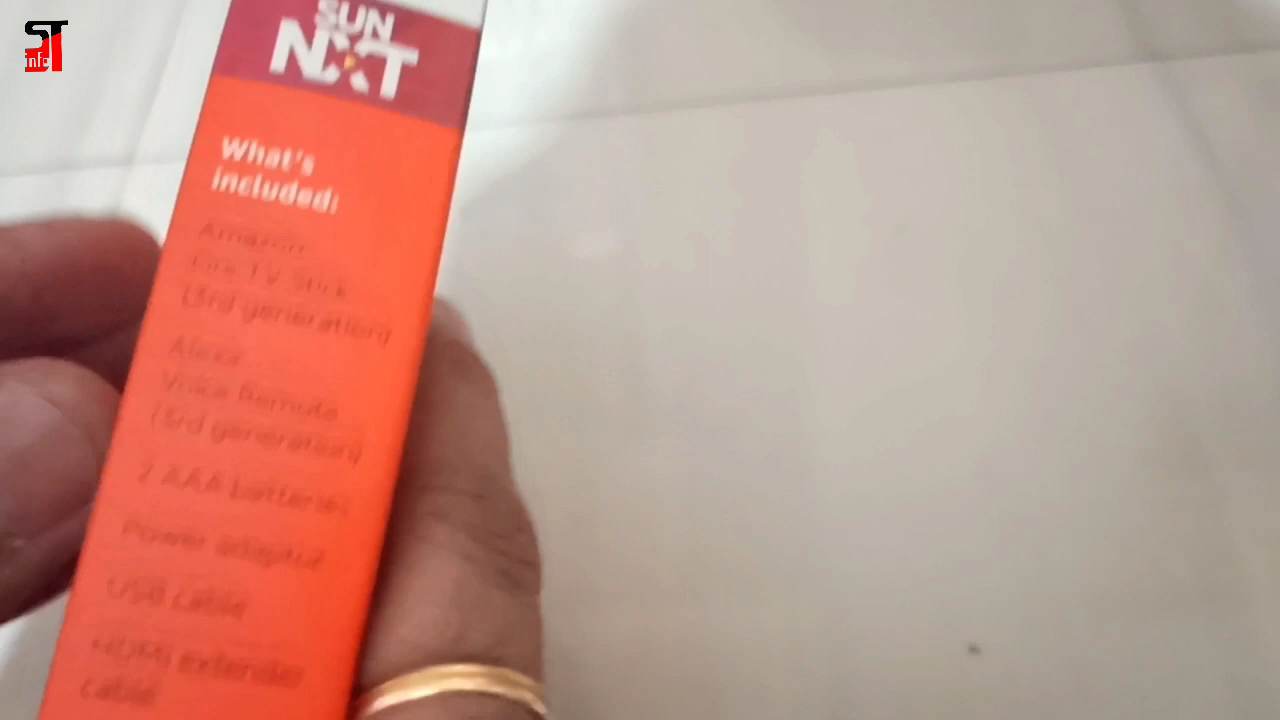 ST
info
SUN
NXT
What's
included:
Amazon
Fire TV Stick
(3rd generation)
Alexa
Voice Remote
(3rd generation)
2 AAA batteries
Power adaptor
USB cable
HDMI extender
cable